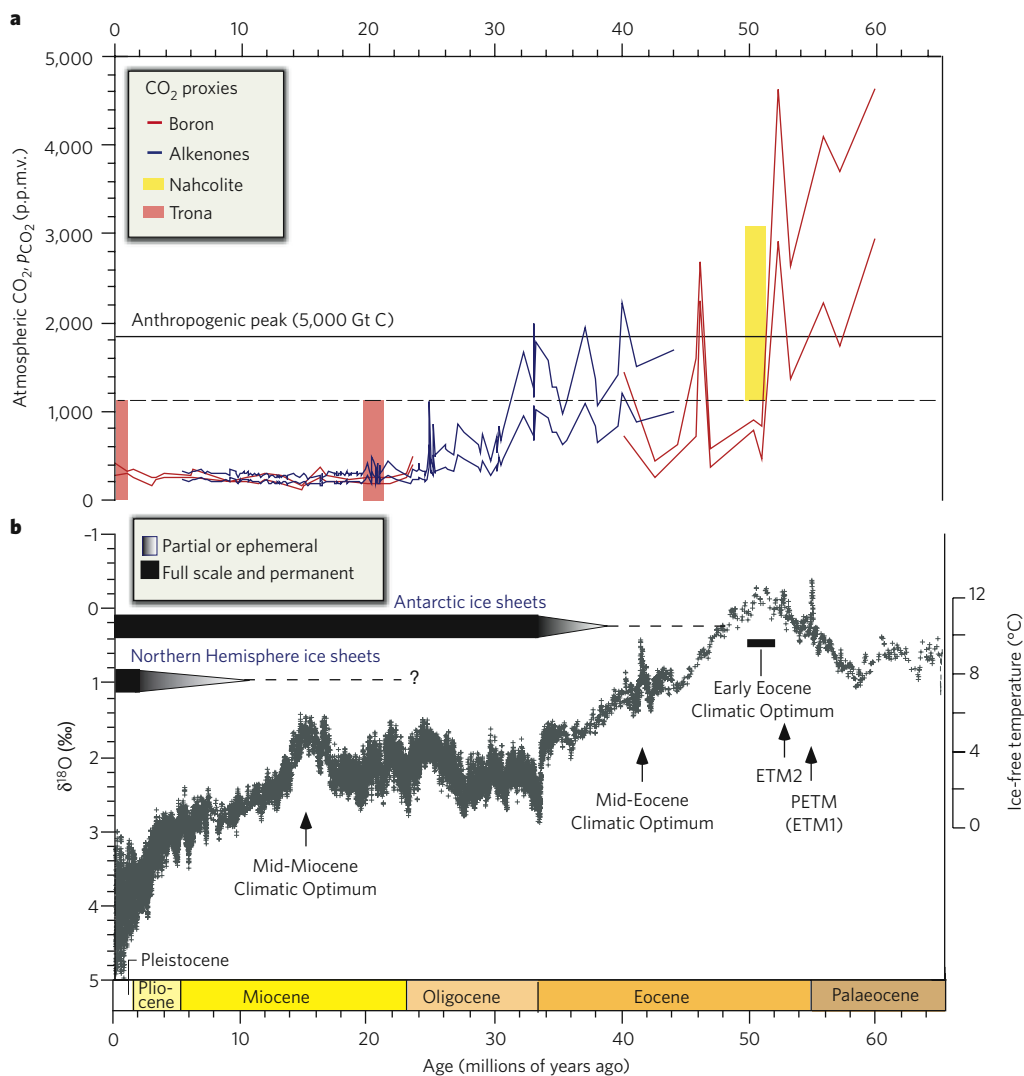 a
0 10 20 30 40 50 60
5,000
4,000
3,000
2,000
1,000
0
Atmospheric CO2, pCO2 (p.p.m.v.)
CO2 proxies
Boron
Alkenones
Nahcolite
Trona
Anthropogenic peak (5,000 Gt C)
b
–1
0
1
2
3
4
5
δ18O (‰)
Partial or ephemeral
Full scale and permanent
Antarctic ice sheets
Northern Hemisphere ice sheets
?
12
8
4
0
Ice-free temperature (°C)
Early Eocene
Climatic Optimum
ETM2
PETM
(ETM1)
Mid-Eocene
Climatic Optimum
Mid-Miocene
Climatic Optimum
Pleistocene
Plio-
cene
Miocene
Oligocene
Eocene
Palaeocene
0 10 20 30 40 50 60
Age (millions of years ago)